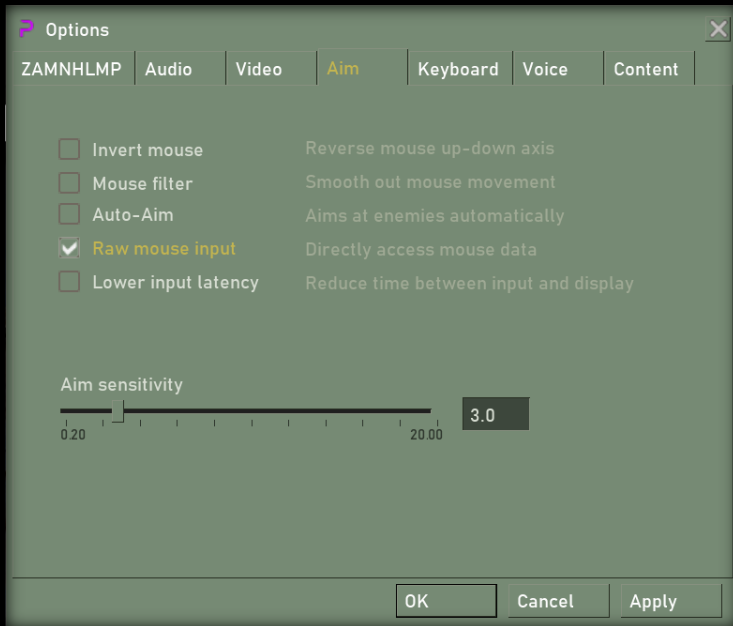 Options
ZAMNHLMP Audio Video Aim Keyboard Voice Content
Invert mouse Reverse mouse up-down axis
Mouse filter Smooth out mouse movement
Auto-Aim Aims at enemies automatically
Raw mouse input Directly access mouse data
Lower input latency Reduce time between input and display
Aim sensitivity
3.0
0.20 20.00
OK Cancel Apply